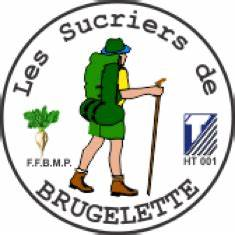 Les Sucriers de
F.F.B.M.P.
HT 001
BRUGELETTE